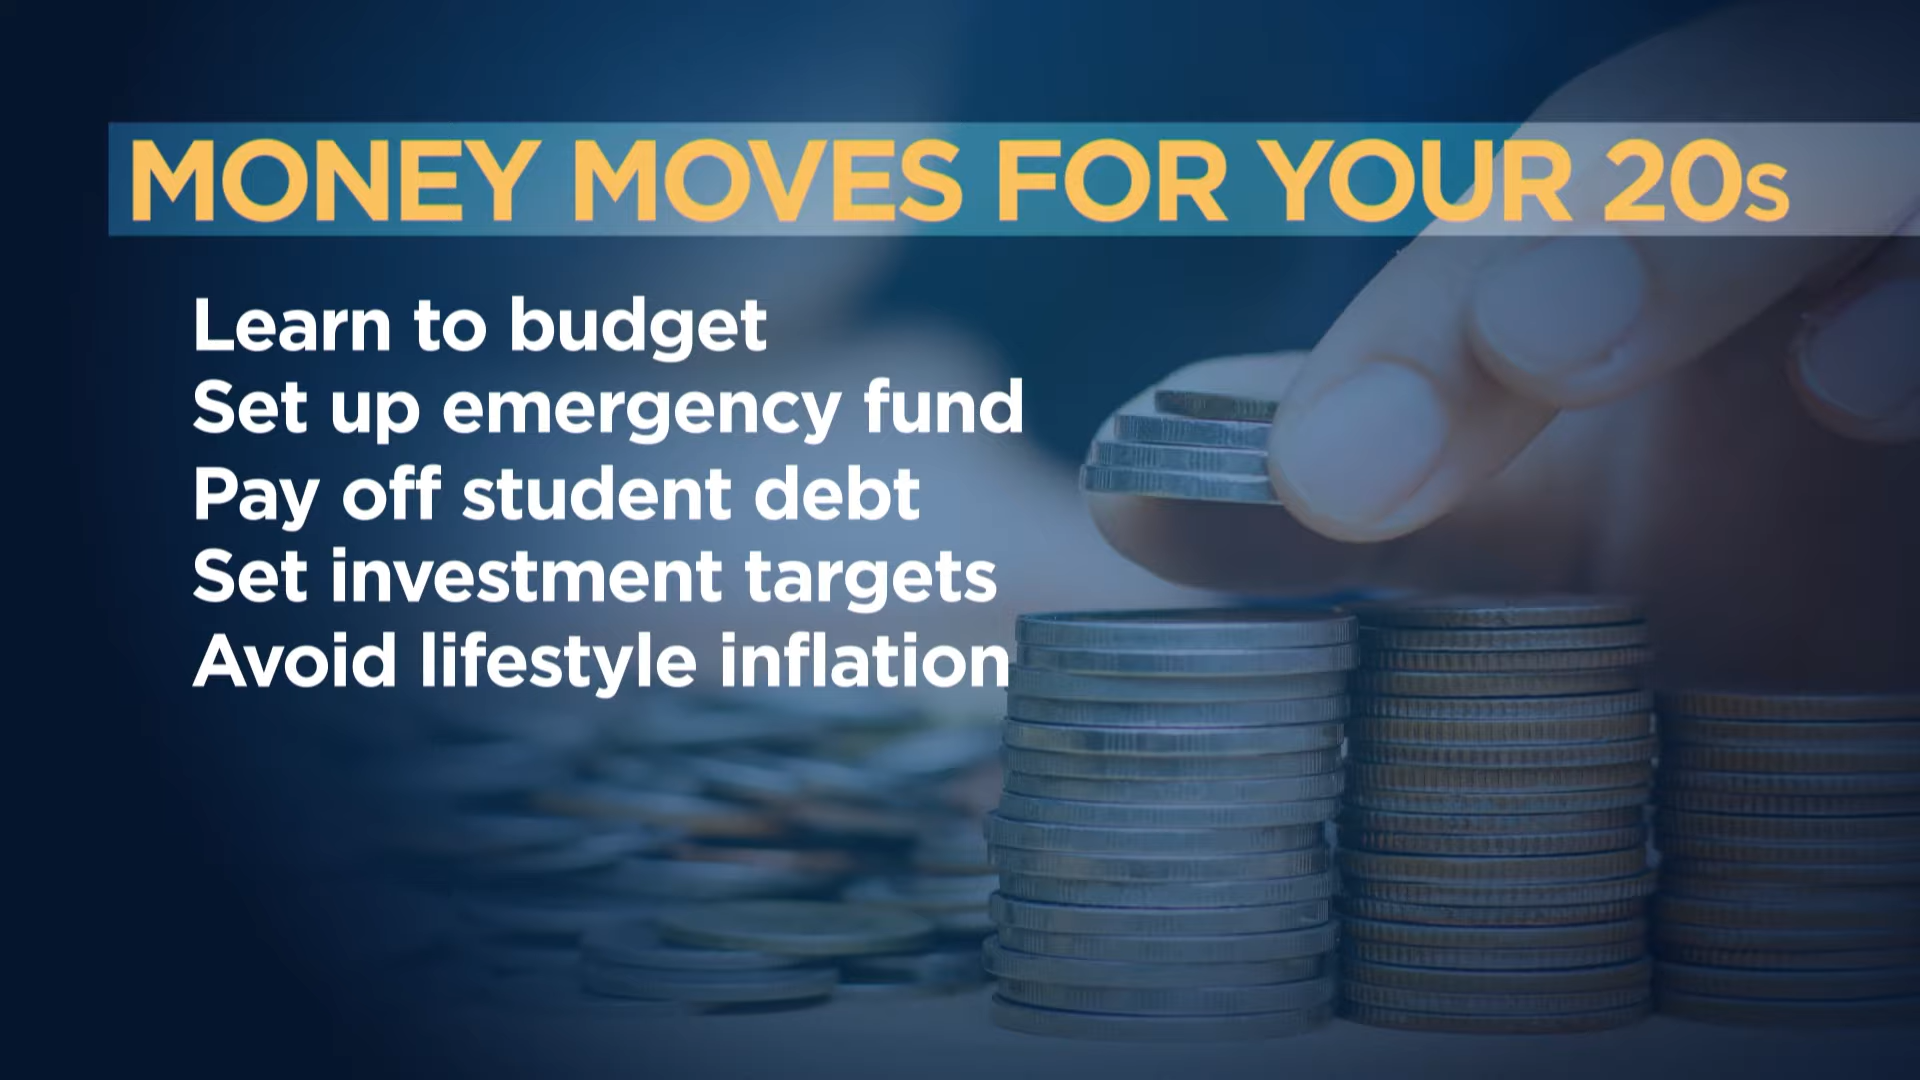 MONEY MOVES FOR YOUR 20s
Learn to budget
Set up emergency fund
Pay off student debt
Set investment targets
Avoid lifestyle inflation